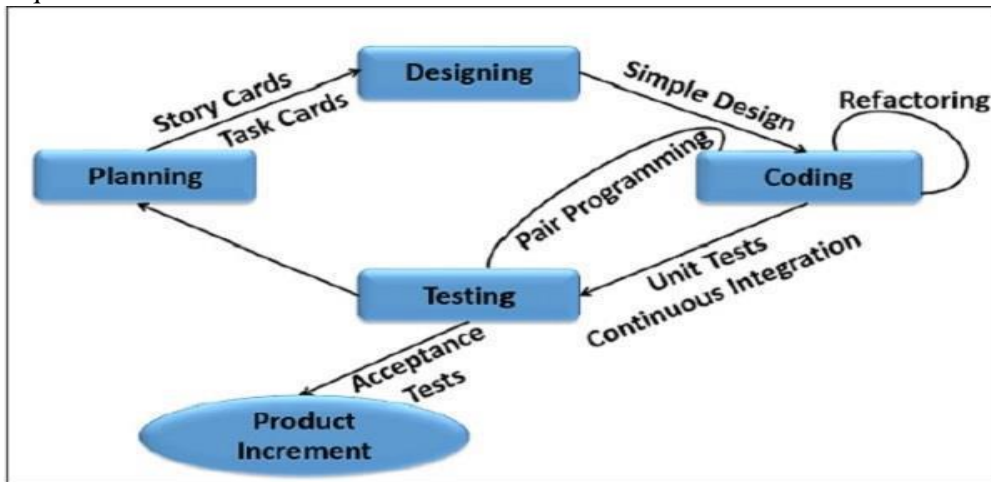 Designing
Story Cards
Task Cards
Simple Design
Refactoring
Planning
Pair Programming
Coding
Unit Tests
Continuous Integration
Testing
Acceptance
Tests
Product
Increment